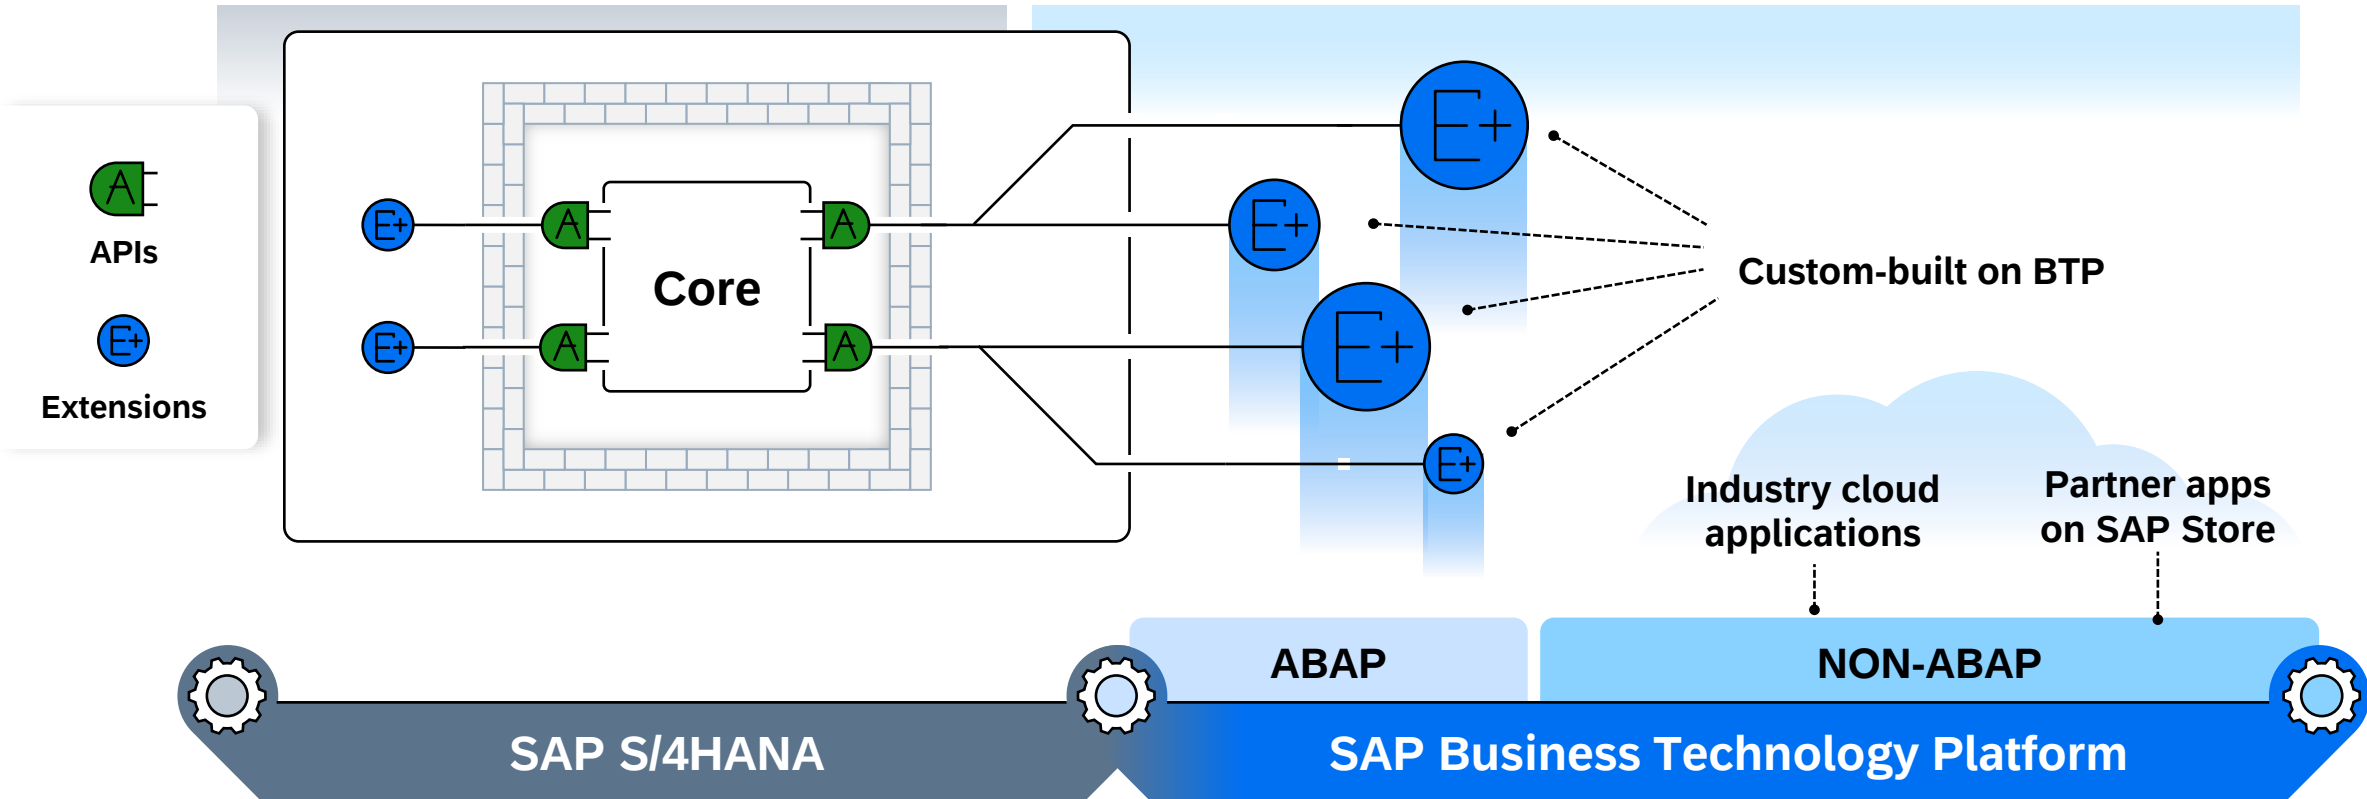 A
APIs
E+
Extensions
E+
E+
A
A
A
A
Core
E+
E+
E+
E+
Custom-built on BTP
Industry cloud
applications
Partner apps
on SAP Store
ABAP
NON-ABAP
SAP S/4HANA
SAP Business Technology Platform